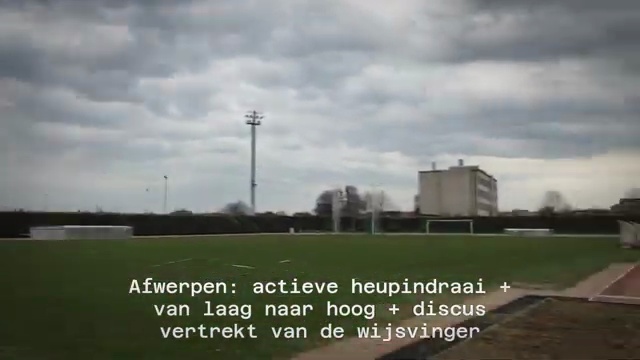 Afwerpen: actieve heupindraai +
van laag naar hoog + discus
vertrekt van de wijsvinger